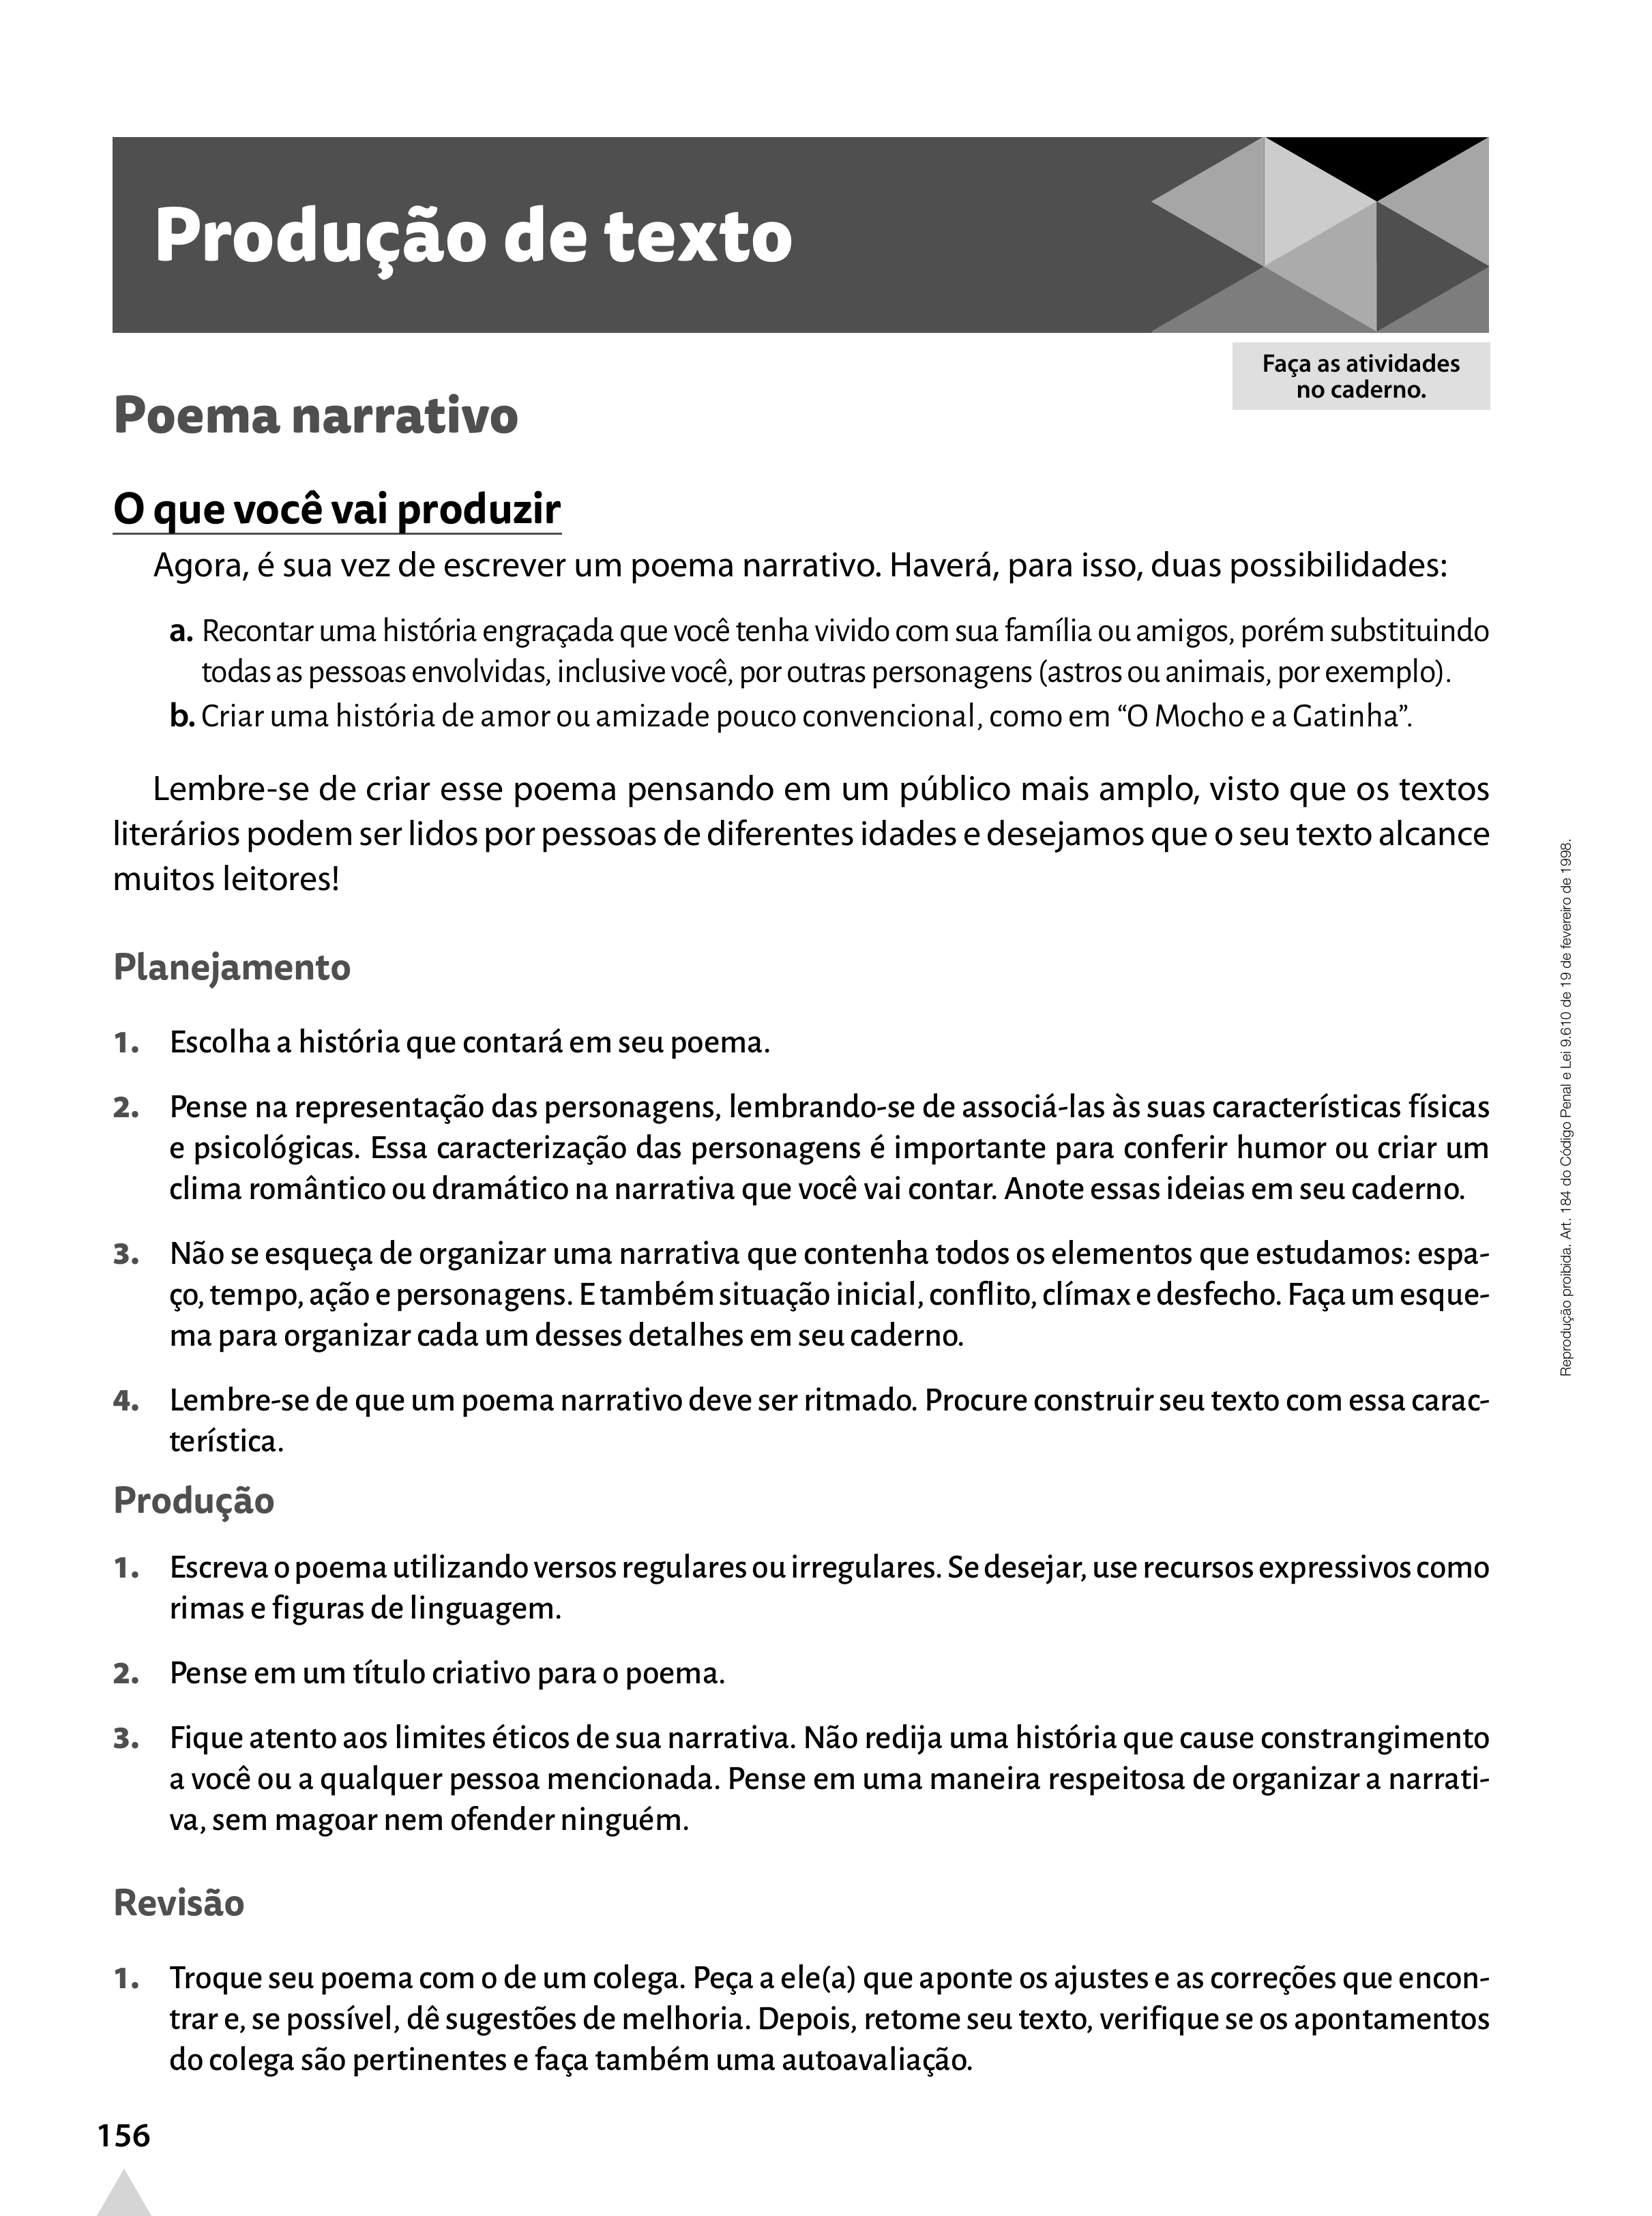 Produção de texto
Faça as atividades
no caderno.
Poema narrativo
O que você vai produzir
Agora, é sua vez de escrever um poema narrativo. Haverá, para isso, duas possibilidades:
a. Recontar uma história engraçada que você tenha vivido com sua família ou amigos, porém substituindo
todas as pessoas envolvidas, inclusive você, por outras personagens (astros ou animais, por exemplo).
b. Criar uma história de amor ou amizade pouco convencional, como em “O Mocho e a Gatinha”.
Lembre-se de criar esse poema pensando em um público mais amplo, visto que os textos
literários podem ser lidos por pessoas de diferentes idades e desejamos que o seu texto alcance
muitos leitores!
Planejamento
1. Escolha a história que contará em seu poema.
2. Pense na representação das personagens, lembrando-se de associá-las às suas características físicas
e psicológicas. Essa caracterização das personagens é importante para conferir humor ou criar um
clima romântico ou dramático na narrativa que você vai contar. Anote essas ideias em seu caderno.
3. Não se esqueça de organizar uma narrativa que contenha todos os elementos que estudamos: espa-
ço, tempo, ação e personagens. E também situação inicial, conflito, clímax e desfecho. Faça um esque-
ma para organizar cada um desses detalhes em seu caderno.
4. Lembre-se de que um poema narrativo deve ser ritmado. Procure construir seu texto com essa carac-
terística.
Produção
1. Escreva o poema utilizando versos regulares ou irregulares. Se desejar, use recursos expressivos como
rimas e figuras de linguagem.
2. Pense em um título criativo para o poema.
3. Fique atento aos limites éticos de sua narrativa. Não redija uma história que cause constrangimento
a você ou a qualquer pessoa mencionada. Pense em uma maneira respeitosa de organizar a narrati-
va, sem magoar nem ofender ninguém.
Revisão
1. Troque seu poema com o de um colega. Peça a ele(a) que aponte os ajustes e as correções que encon-
trar e, se possível, dê sugestões de melhoria. Depois, retome seu texto, verifique se os apontamentos
do colega são pertinentes e faça também uma autoavaliação.
156
Reprodução proibida. Art. 184 do Código Penal e Lei 9.610 de 19 de fevereiro de 1998.